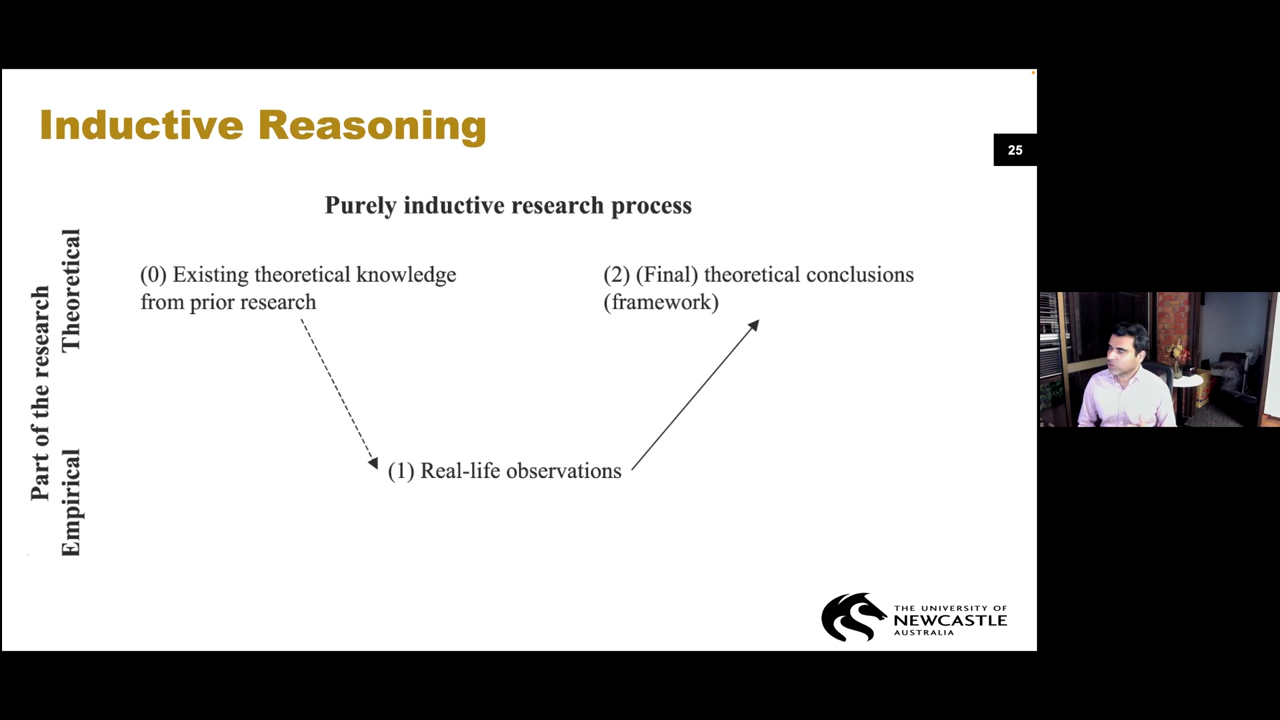 Inductive Reasoning
25
Purely inductive research process
Part of the research
Theoretical
Empirical
(0) Existing theoretical knowledge
from prior research
(2) (Final) theoretical conclusions
(framework)
(1) Real-life observations
THE UNIVERSITY OF
NEWCASTLE
AUSTRALIA